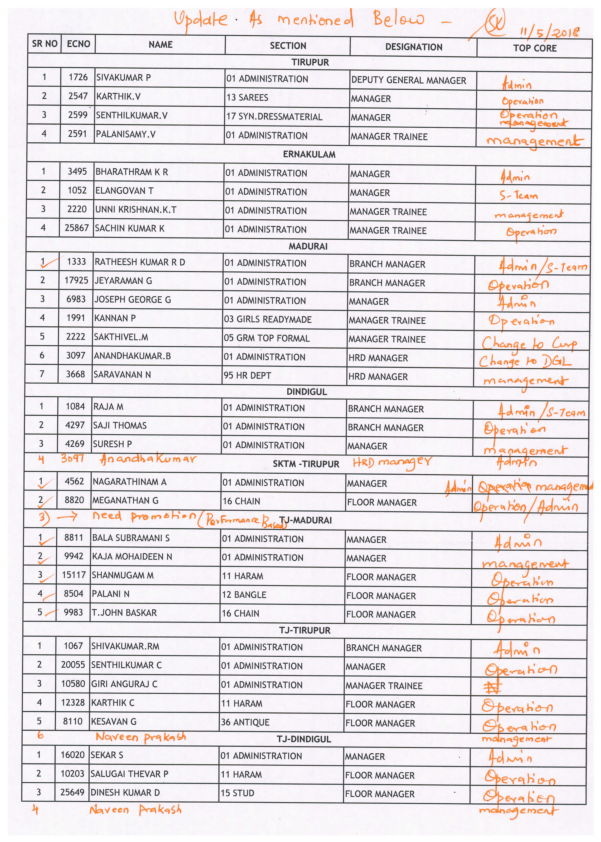 Update. As mentioned Below -
11/5/2018
SR NO ECNO NAME SECTION DESIGNATION TOP CORE
TIRUPUR
1 1726 SIVAKUMAR P 01 ADMINISTRATION DEPUTY GENERAL MANAGER Admin
2 2547 KARTHIK.V 13 SAREES MANAGER Operation
3 2599 SENTHILKUMAR.V 17 SYN.DRESSMATERIAL MANAGER Operation management
4 2591 PALANISAMY.V 01 ADMINISTRATION MANAGER TRAINEE management
ERNAKULAM
1 3495 BHARATHRAM K R 01 ADMINISTRATION MANAGER Admin
2 1052 ELANGOVAN T 01 ADMINISTRATION MANAGER S-Team
3 2220 UNNI KRISHNAN.K.T 01 ADMINISTRATION MANAGER TRAINEE management
4 25867 SACHIN KUMAR K 01 ADMINISTRATION MANAGER TRAINEE Operation
MADURAI
1 1333 RATHEESH KUMAR R D 01 ADMINISTRATION BRANCH MANAGER Admin/S-Team
2 17925 JEYARAMAN G 01 ADMINISTRATION BRANCH MANAGER Operation
3 6983 JOSEPH GEORGE G 01 ADMINISTRATION MANAGER Admin
4 1991 KANNAN P 03 GIRLS READYMADE MANAGER TRAINEE Operation
5 2222 SAKTHIVEL.M 05 GRM TOP FORMAL MANAGER TRAINEE Change to
6 3097 ANANDHAKUMAR.B 01 ADMINISTRATION HRD MANAGER Change to DGL
7 3668 SARAVANAN N 95 HR DEPT HRD MANAGER management
DINDIGUL
1 1084 RAJA M 01 ADMINISTRATION BRANCH MANAGER Admin/S-Team
2 4297 SAJI THOMAS 01 ADMINISTRATION BRANCH MANAGER Operation
3 4269 SURESH P 01 ADMINISTRATION MANAGER management
4 3097 Anandhakumar HRD manager Admin
SKTM -TIRUPUR
1 4562 NAGARATHINAM A 01 ADMINISTRATION MANAGER Admin Operation management
2 8820 MEGANATHAN G 16 CHAIN FLOOR MANAGER Operation/Admin
3) → need promotion (Performance Based)
TJ-MADURAI
1 8811 BALA SUBRAMANI S 01 ADMINISTRATION MANAGER Admin
2 9942 KAJA MOHAIDEEN N 01 ADMINISTRATION MANAGER management
3 15117 SHANMUGAM M 11 HARAM FLOOR MANAGER Operation
4 8504 PALANI N 12 BANGLE FLOOR MANAGER Operation
5 9983 T.JOHN BASKAR 16 CHAIN FLOOR MANAGER Operation
TJ-TIRUPUR
1 1067 SHIVAKUMAR.RM 01 ADMINISTRATION BRANCH MANAGER Admin
2 20055 SENTHILKUMAR C 01 ADMINISTRATION MANAGER Operation
3 10580 GIRI ANGURAJ C 01 ADMINISTRATION MANAGER TRAINEE
4 12328 KARTHIK C 11 HARAM FLOOR MANAGER Operation
5 8110 KESAVAN G 36 ANTIQUE FLOOR MANAGER Operation
6 Naveen prakash management
TJ-DINDIGUL
1 16020 SEKAR S 01 ADMINISTRATION MANAGER Admin
2 10203 SALUGAI THEVAR P 11 HARAM FLOOR MANAGER Operation
3 25649 DINESH KUMAR D 15 STUD FLOOR MANAGER Operation
4 Naveen Prakash management